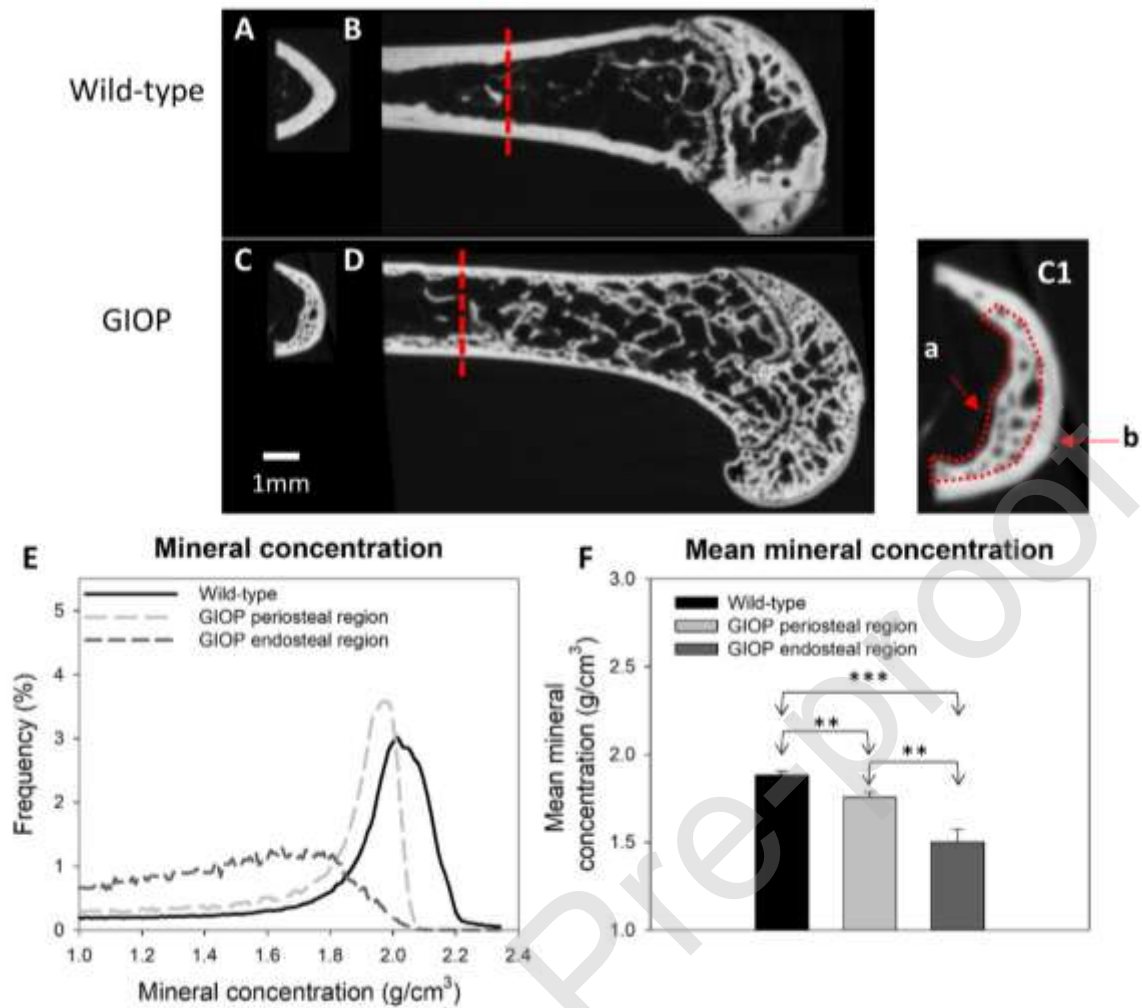 A
B
Wild-type
C
D
C1
GIOP
a
b
1mm
E
Mineral concentration
Wild-type
GIOP periosteal region
GIOP endosteal region
5
4
3
2
1
0
Frequency (%)
1.0 1.2 1.4 1.6 1.8 2.0 2.2 2.4
Mineral concentration (g/cm³)
F
Mean mineral concentration
Wild-type
GIOP periosteal region
GIOP endosteal region
3.0
2.5
2.0
1.5
1.0
Mean mineral
concentration (g/cm³)
***
**
**
Pre-proof